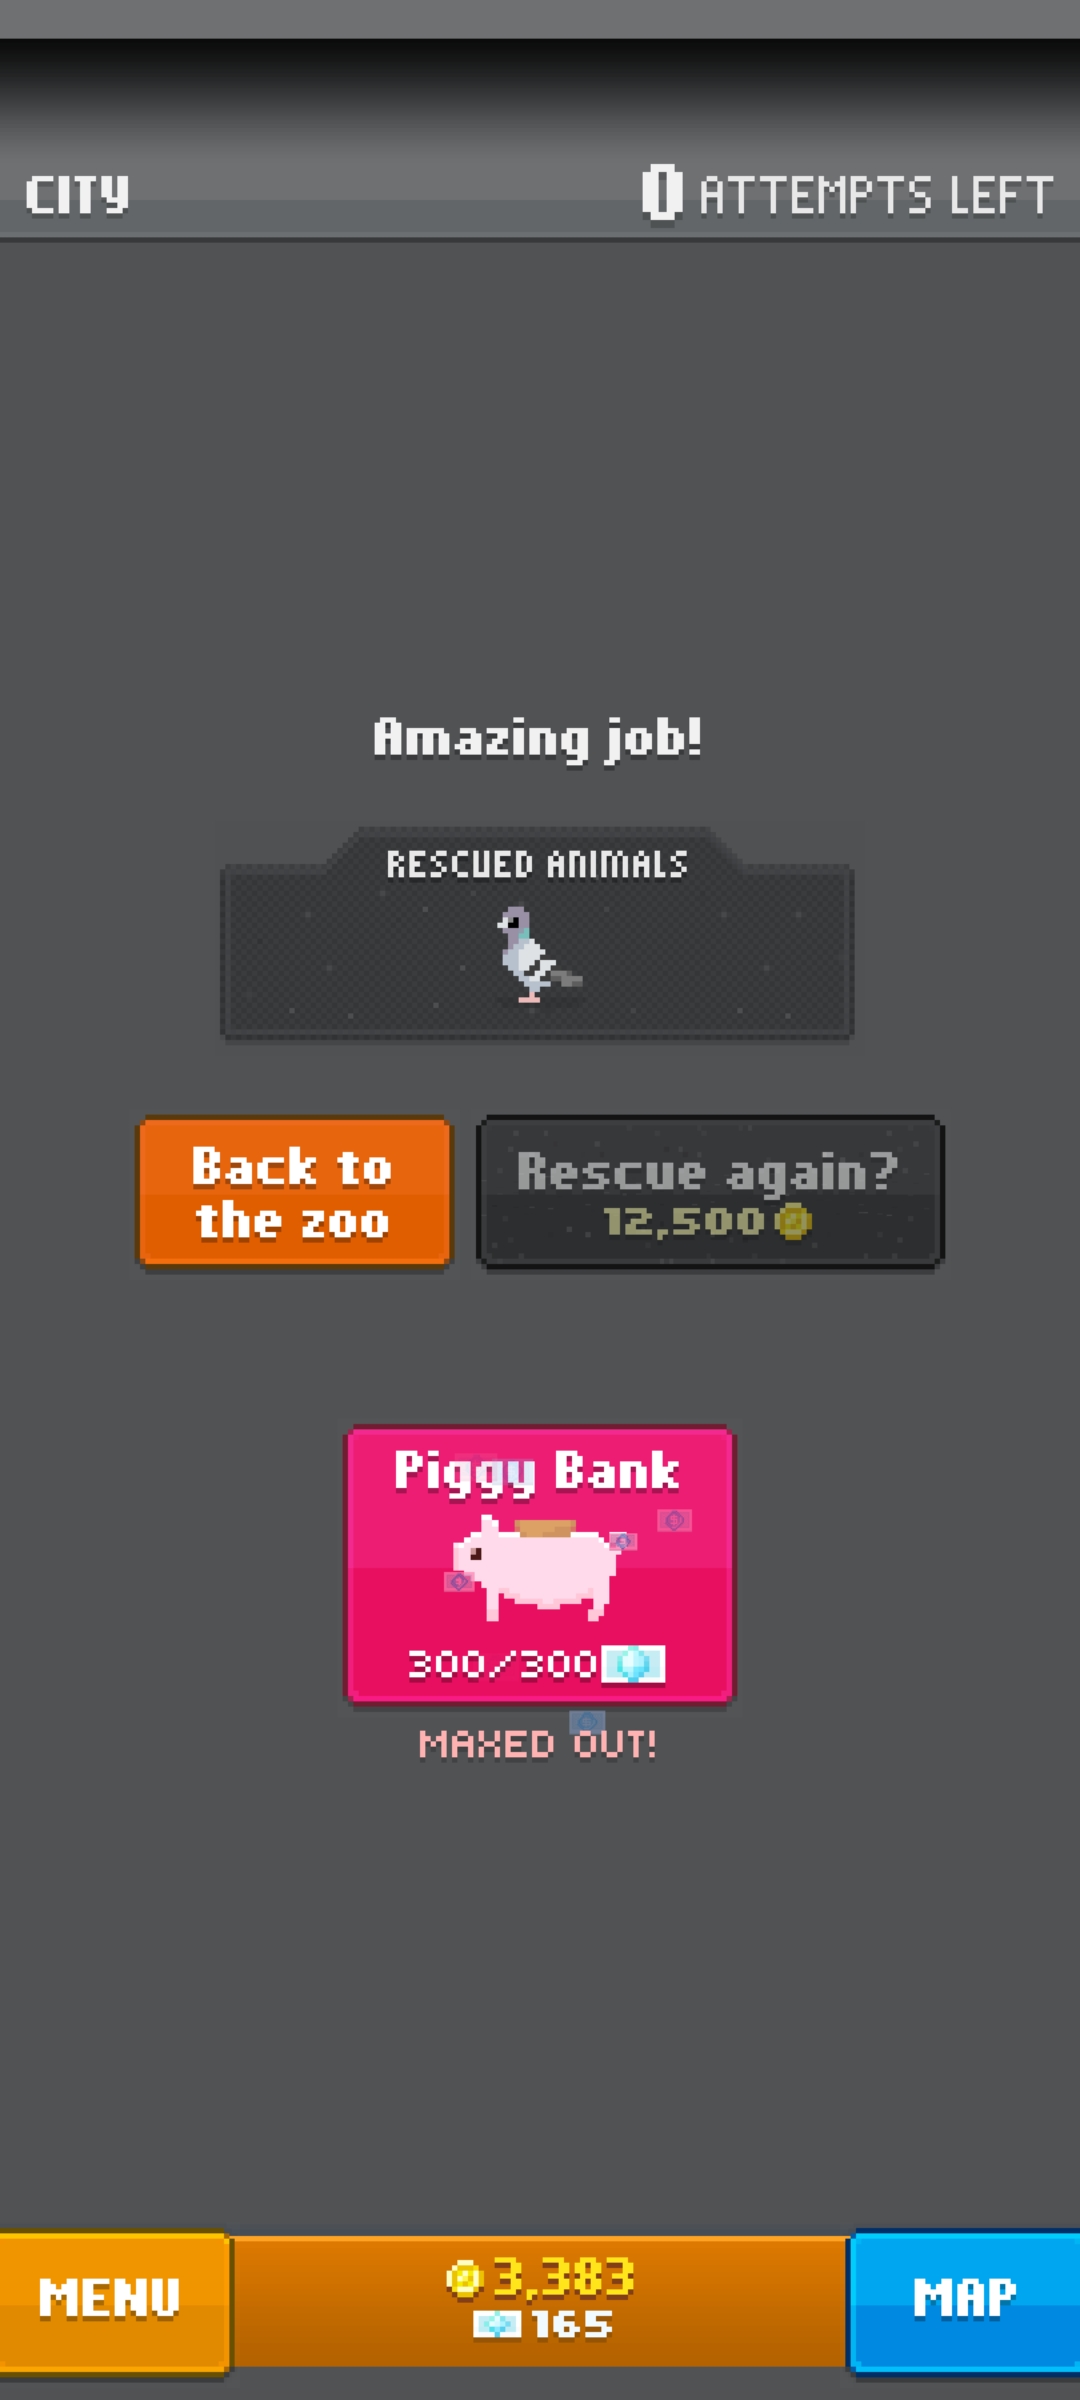 CITY
0 ATTEMPTS LEFT
Amazing job!
RESCUED ANIMALS
Back to
the zoo
Rescue again?
12,500
Piggy Bank
300/300
MAXED OUT!
MENU
3,383
165
MAP